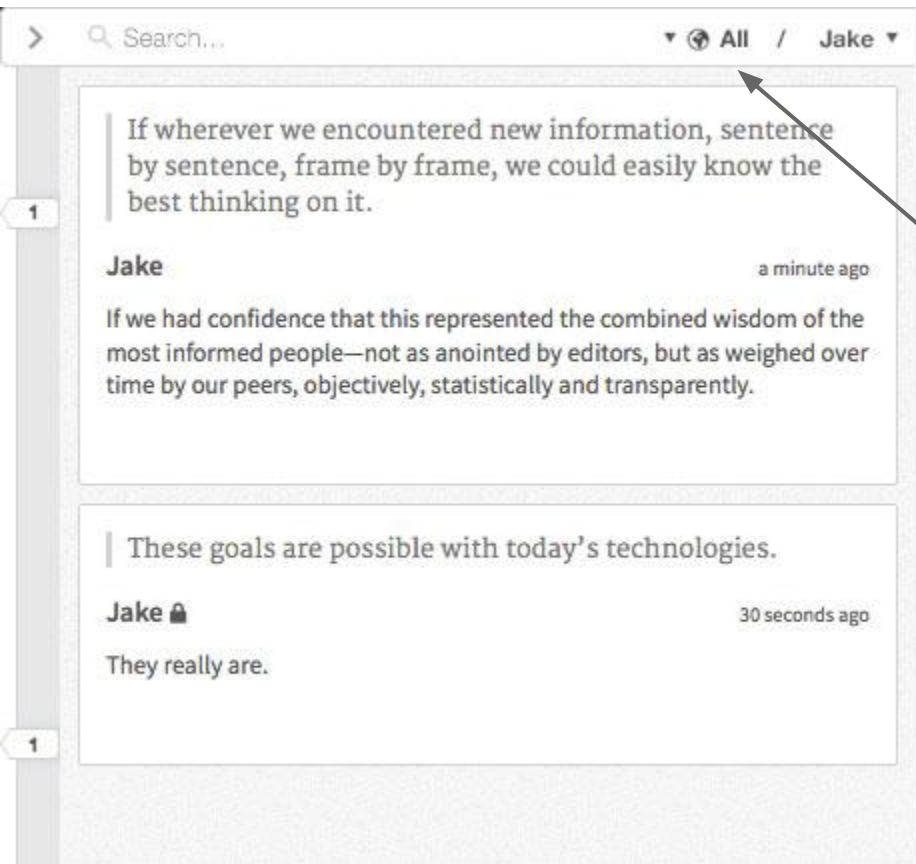 Search...
All / Jake
If wherever we encountered new information, sentence
by sentence, frame by frame, we could easily know the
best thinking on it.
1
Jake
a minute ago
If we had confidence that this represented the combined wisdom of the
most informed people—not as anointed by editors, but as weighed over
time by our peers, objectively, statistically and transparently.
These goals are possible with today’s technologies.
Jake
30 seconds ago
They really are.
1